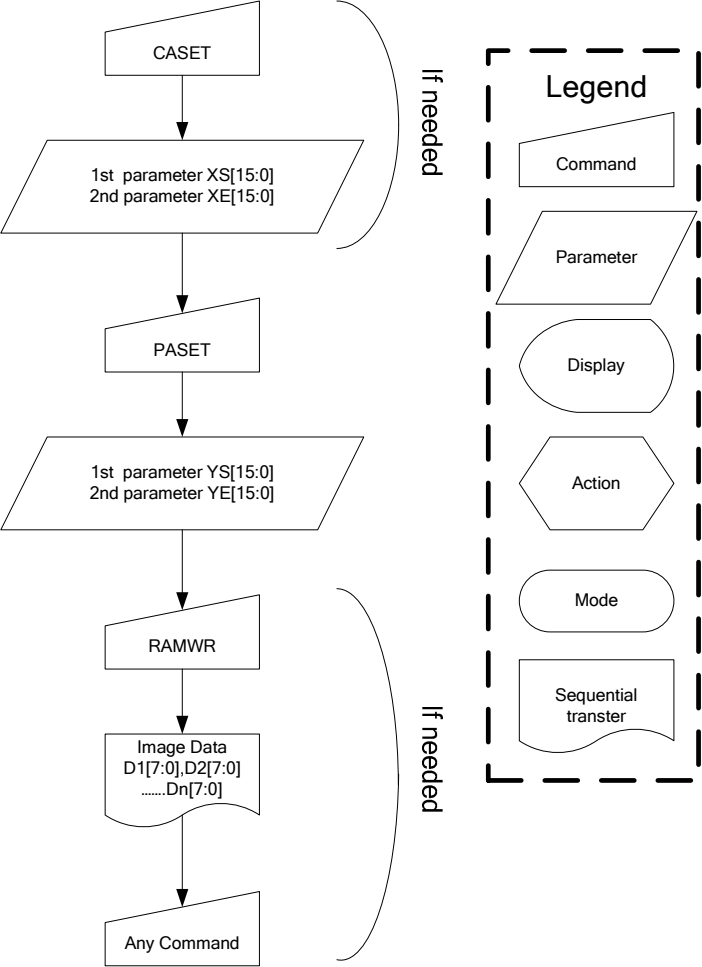 CASET
If needed
1st parameter XS[15:0]
2nd parameter XE[15:0]
PASET
1st parameter YS[15:0]
2nd parameter YE[15:0]
RAMWR
Image Data
D1[7:0],D2[7:0]
.......Dn[7:0]
If needed
Any Command
Legend
Command
Parameter
Display
Action
Mode
Sequential
transter